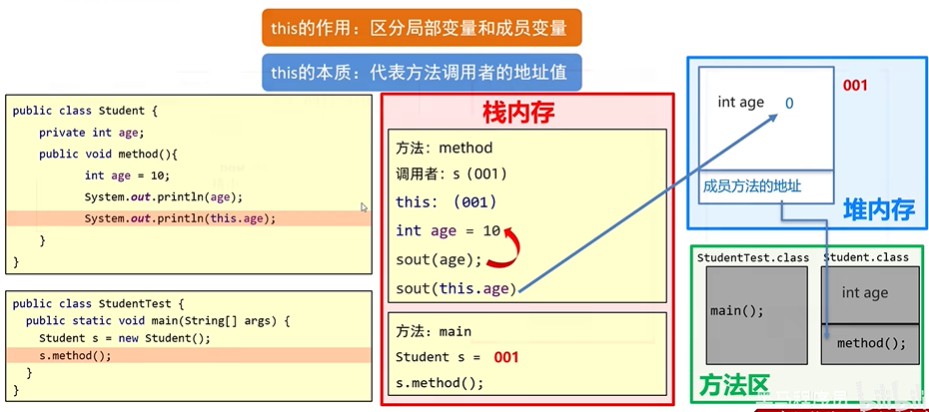 this的作用：区分局部变量和成员变量
this的本质：代表方法调用者的地址值
public class Student {
private int age;
public void method(){
int age = 10;
System.out.println(age);
System.out.println(this.age);
}
}
public class StudentTest {
public static void main(String[] args) {
Student s = new Student();
s.method();
}
}
栈内存
方法：method
调用者：s（001）
this：（001）
int age = 10
sout(age);
sout(this.age)
方法：main
Student s = 001
s.method();
int age 0
001
成员方法的地址
堆内存
StudentTest.class
main();
Student.class
int age
method();
方法区